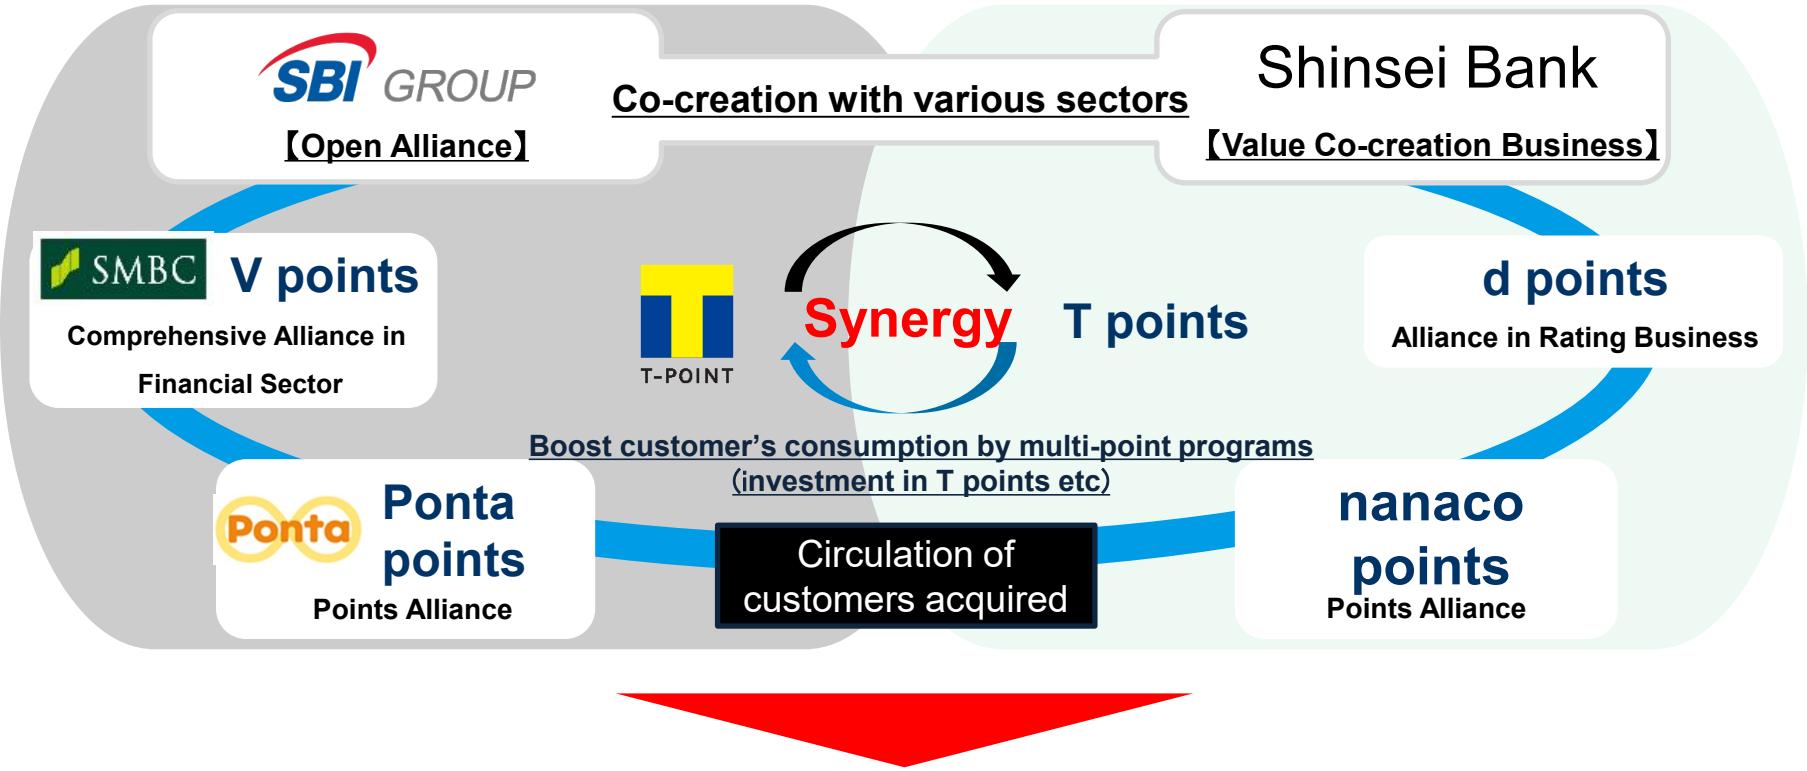 SBI GROUP
【Open Alliance】
Co-creation with various sectors
Shinsei Bank
【Value Co-creation Business】
SMBC
V points
Comprehensive Alliance in
Financial Sector
T-POINT
Synergy
T points
d points
Alliance in Rating Business
Boost customer’s consumption by multi-point programs
(investment in T points etc)
Ponta
Ponta
points
Points Alliance
Circulation of
customers acquired
nanaco
points
Points Alliance